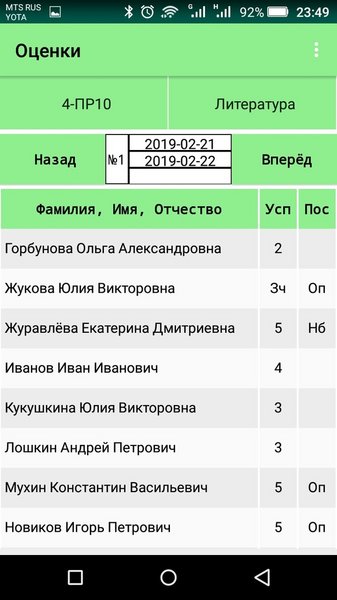 MTS RUS
YOTA
92%
23:49
Оценки
4-ПР10
Литература
Назад
№1
2019-02-21
2019-02-22
Вперёд
Фамилия, Имя, Отчество Усп Пос
Горбунова Ольга Александровна 2
Жукова Юлия Викторовна Зч Оп
Журавлёва Екатерина Дмитриевна 5 Нб
Иванов Иван Иванович 4
Кукушкина Юлия Викторовна 3
Лошкин Андрей Петрович 3
Мухин Константин Васильевич 5 Оп
Новиков Игорь Петрович 5 Оп